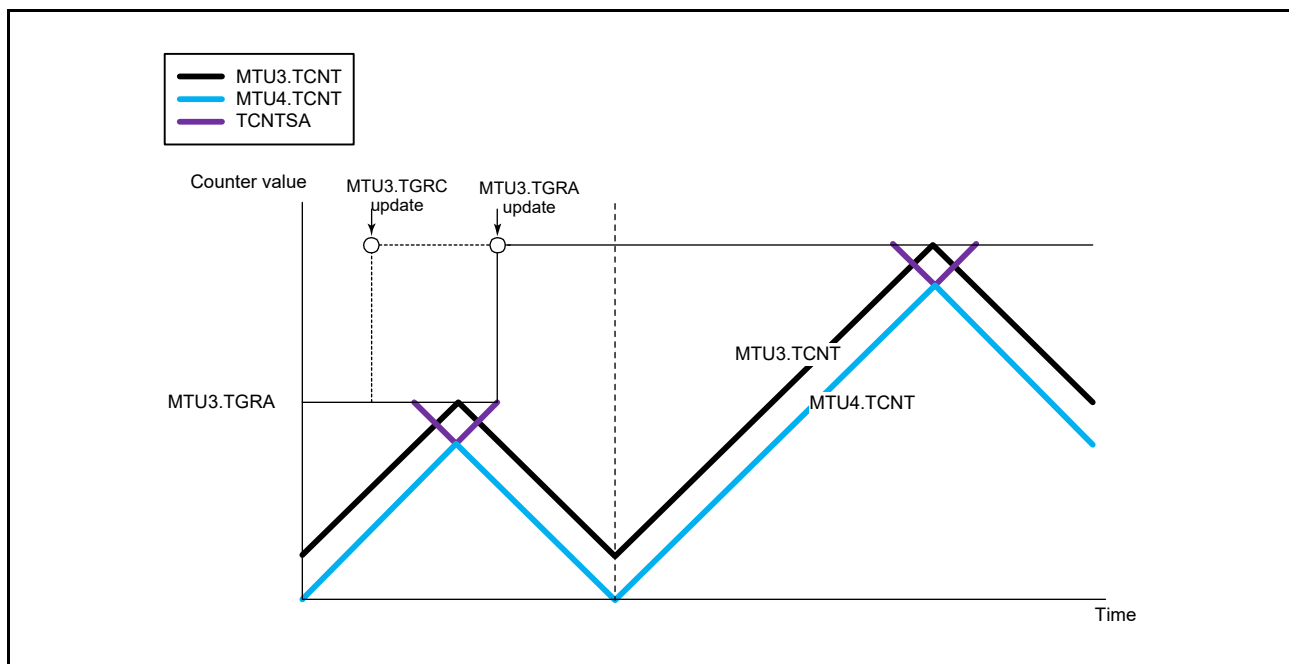 MTU3.TCNT
MTU4.TCNT
TCNTSA
Counter value
MTU3.TGRC
update
MTU3.TGRA
update
MTU3.TCNT
MTU4.TCNT
MTU3.TGRA
Time